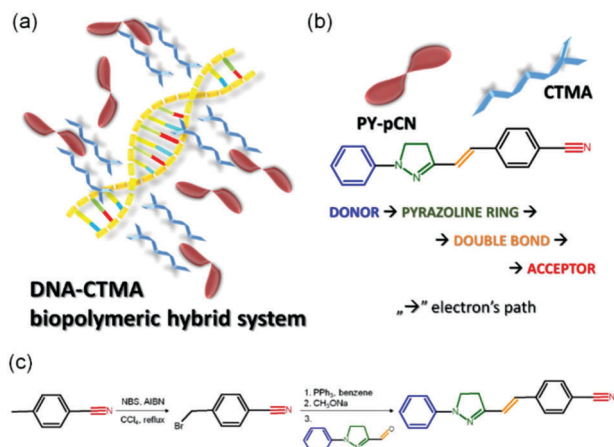 (a)
DNA-CTMA
biopolymeric hybrid system
(b)
PY-pCN
CTMA
N
N
N
DONOR → PYRAZOLINE RING →
→ DOUBLE BOND →
→ ACCEPTOR
„→” electron's path
(c)
N
NBS, AIBN
CCl₄, reflux
Br
N
1. PPh₃, benzene
2. CH₃ONa
3.
N
N
O
N
N
N